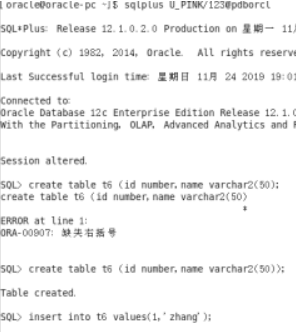 oracle@oracle-pc ~]$ sqlplus U_PINK/123@pdborcl
SQL*Plus: Release 12.1.0.2.0 Production on 星期一 11
Copyright (c) 1982, 2014, Oracle. All rights reserve
Last Successful login time: 星期日 11月 24 2019 19:01
Connected to:
Oracle Database 12c Enterprise Edition Release 12.1.0
With the Partitioning, OLAP, Advanced Analytics and R
Session altered.
SQL> create table t6 (id number,name varchar2(50);
create table t6 (id number,name varchar2(50)
*
ERROR at line 1:
ORA-00907: 缺失右括号
SQL> create table t6 (id number,name varchar2(50));
Table created.
SQL> insert into t6 values(1,'zhang');